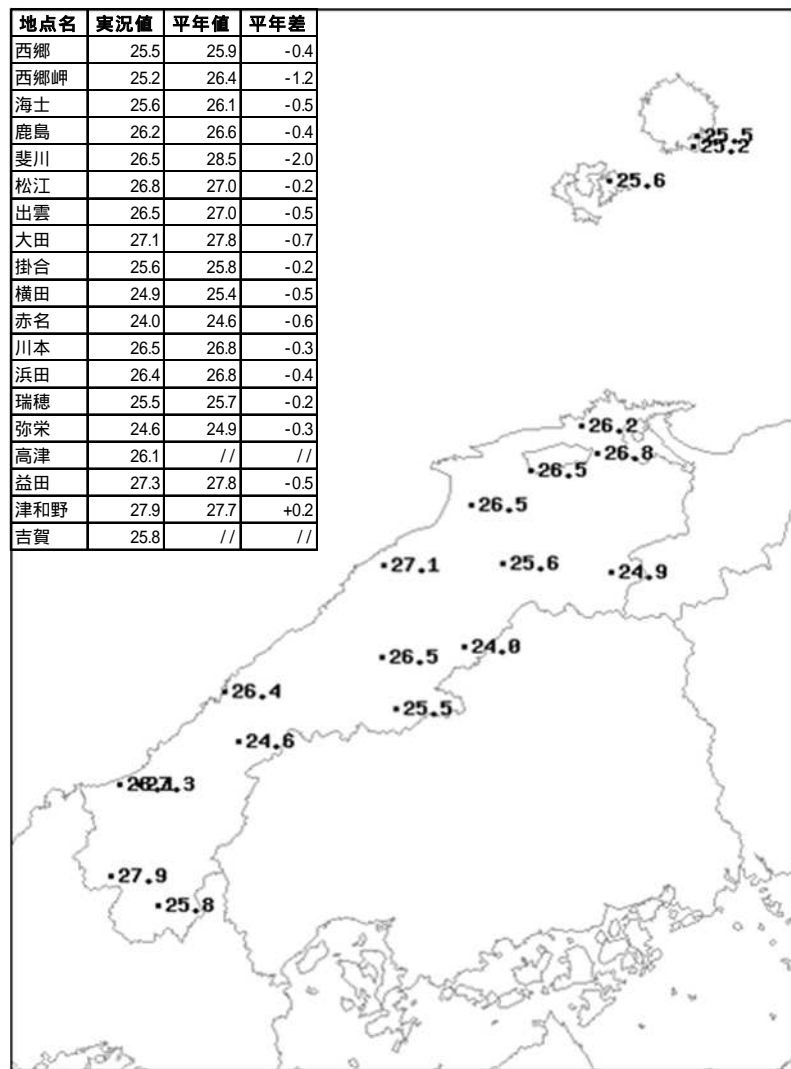 地点名 実況値 平年値 平年差
西郷 25.5 25.9 -0.4
西郷岬 25.2 26.4 -1.2
海士 25.6 26.1 -0.5
鹿島 26.2 26.6 -0.4
斐川 26.5 28.5 -2.0
松江 26.8 27.0 -0.2
出雲 26.5 27.0 -0.5
大田 27.1 27.8 -0.7
掛合 25.6 25.8 -0.2
横田 24.9 25.4 -0.5
赤名 24.0 24.6 -0.6
川本 26.5 26.8 -0.3
浜田 26.4 26.8 -0.4
瑞穂 25.5 25.7 -0.2
弥栄 24.6 24.9 -0.3
高津 26.1 // //
益田 27.3 27.8 -0.5
津和野 27.9 27.7 +0.2
吉賀 25.8 // //
25.5
25.2
25.6
26.2
26.8
26.5
26.5
27.1
25.6
24.9
24.0
26.5
26.4
25.5
24.6
26.1
27.3
27.9
25.8